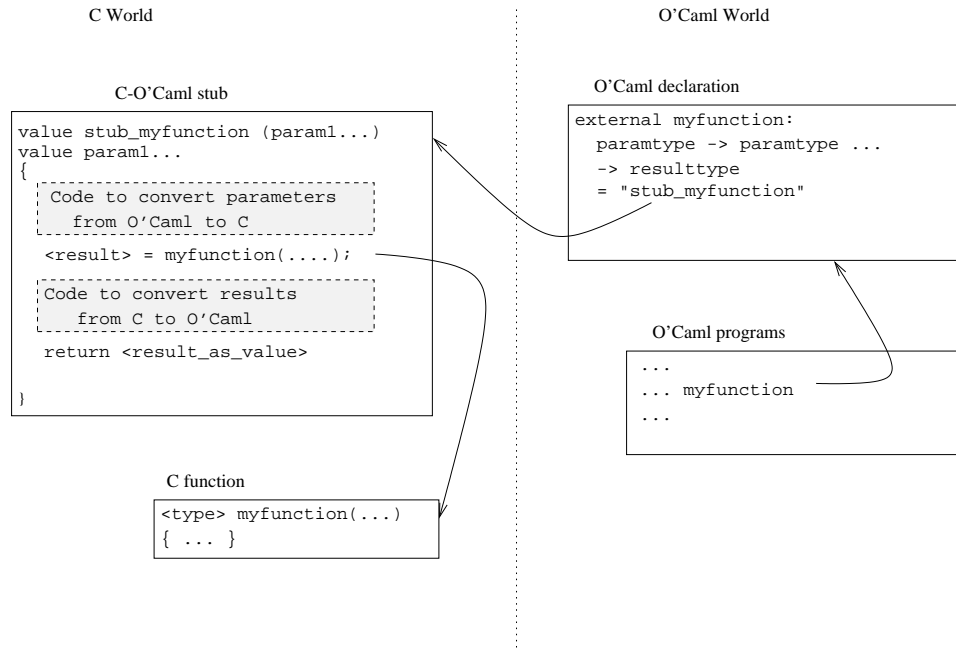 C World
O'Caml World
C-O'Caml stub
value stub_myfunction (param1...)
value param1...
{
Code to convert parameters
from O'Caml to C
<result> = myfunction(....);
Code to convert results
from C to O'Caml
return <result_as_value>
}
C function
<type> myfunction(...)
{ ... }
O'Caml declaration
external myfunction:
paramtype -> paramtype ...
-> resulttype
= "stub_myfunction"
O'Caml programs
...
... myfunction
...